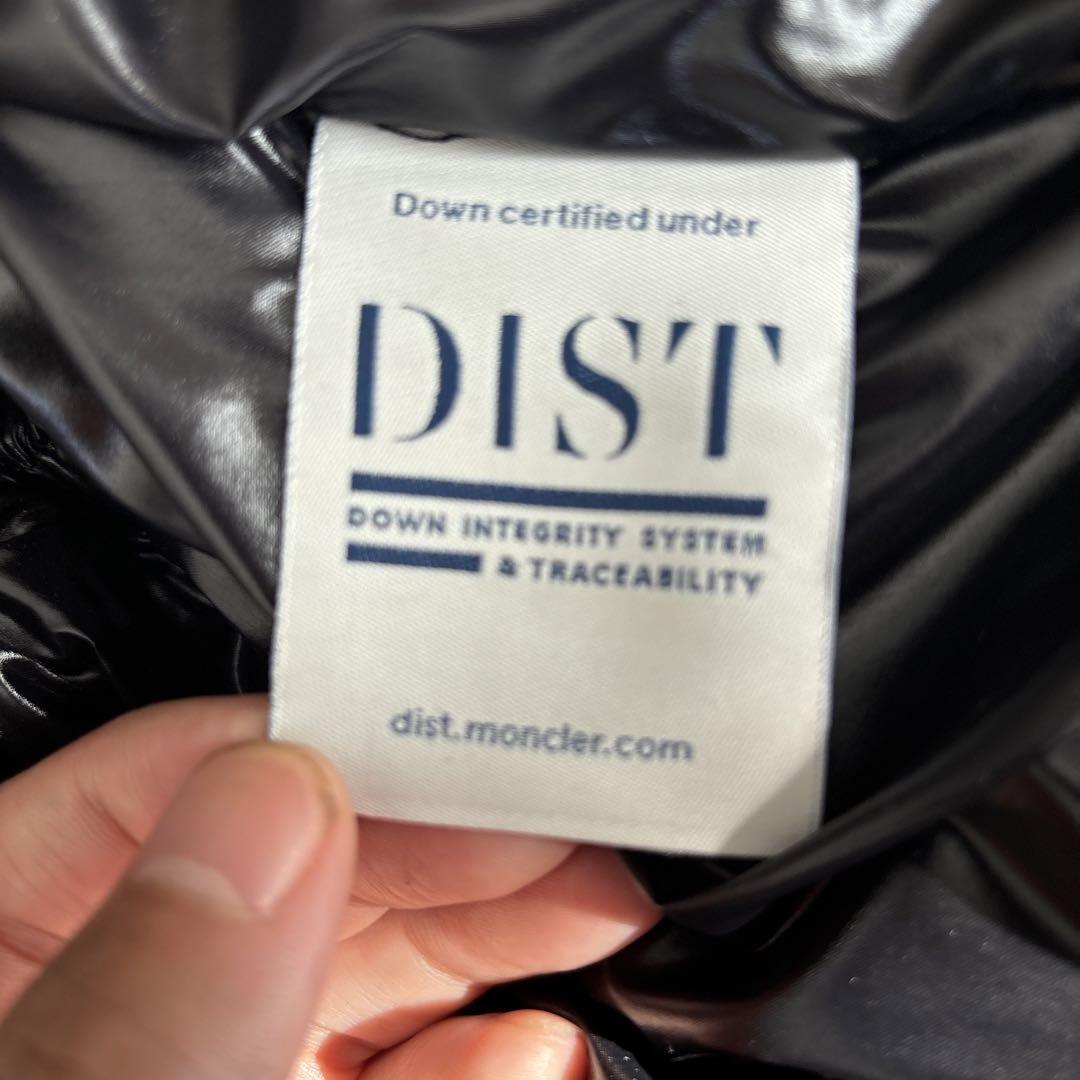 Down certified under
DIST
DOWN INTEGRITY SYSTEM
& TRACEABILITY
dist.moncler.com